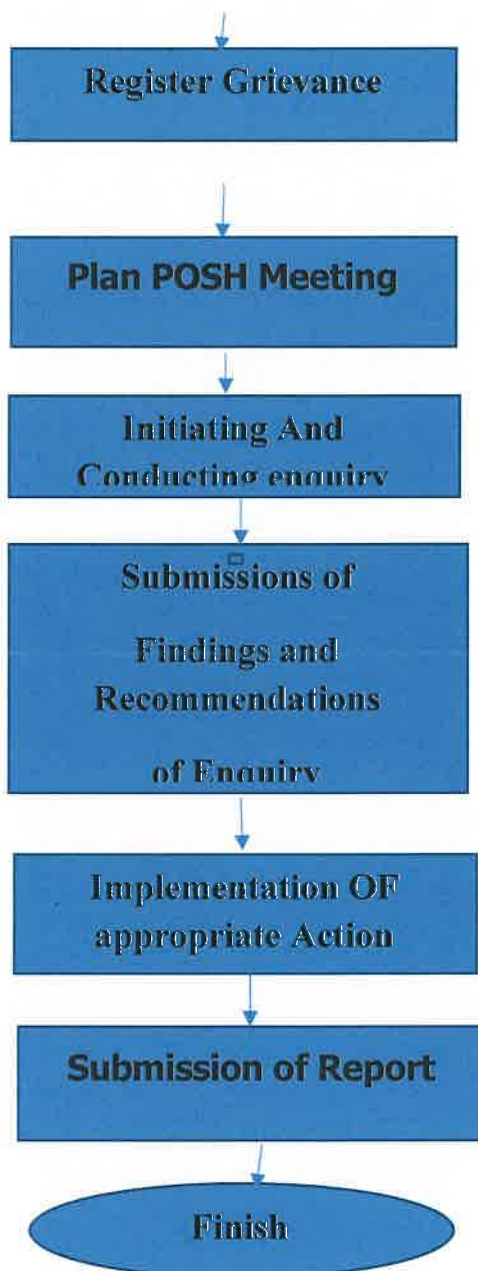 Register Grievance
Plan POSH Meeting
Initiating And
Conducting enquiry
Submissions of
Findings and
Recommendations
of Enquiry
Implementation OF
appropriate Action
Submission of Report
Finish